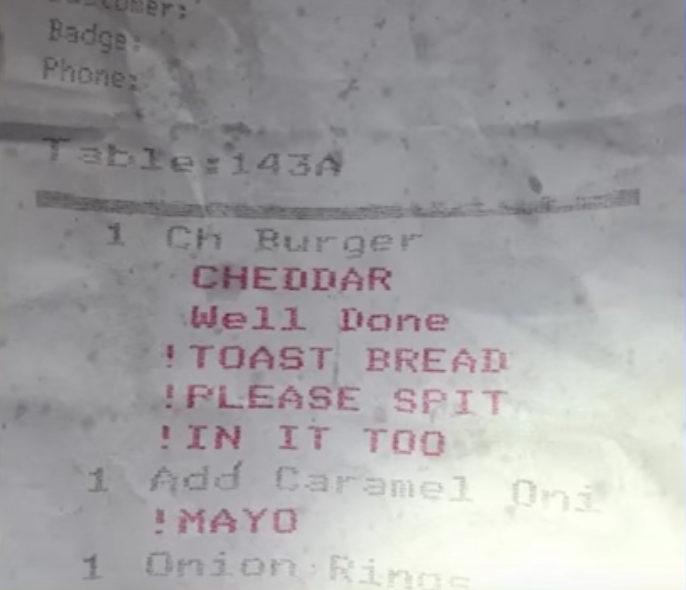 Customer:
Badge:
Phone:
Table:143A
1 Ch Burger
CHEDDAR
Well Done
!TOAST BREAD
!PLEASE SPIT
!IN IT TOO
1 Add Caramel Oni
!MAYO
1 Onion Rings